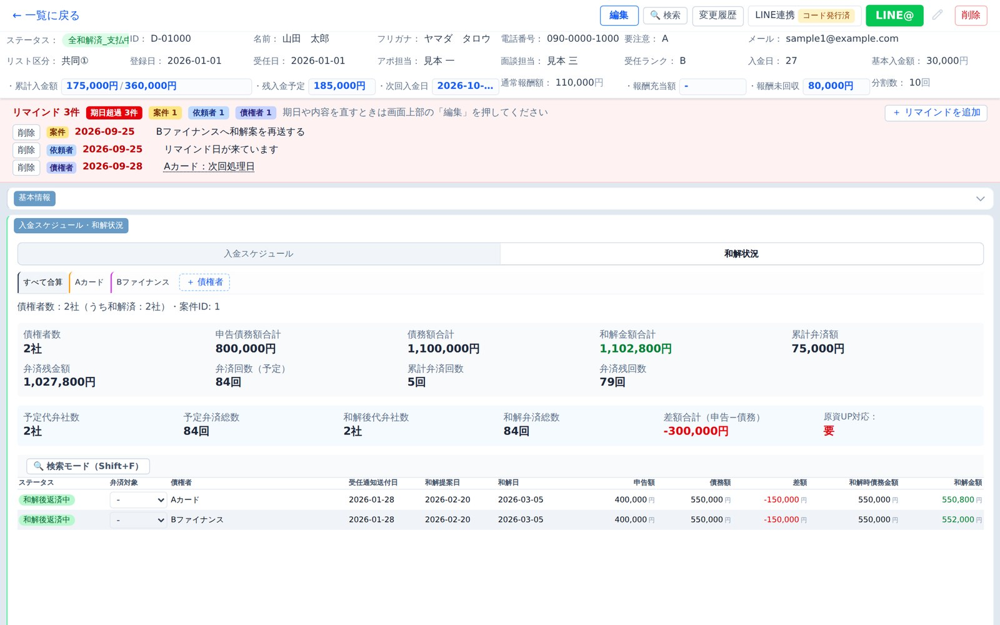 ← 一覧に戻る
編集 🔍 検索 変更履歴 LINE連携 コード発行済 LINE@ 削除
ステータス： 全和解済_支払中 ID： D-01000 名前： 山田　太郎 フリガナ： ヤマダ　タロウ 電話番号： 090-0000-1000 要注意： A メール： sample1@example.com
リスト区分： 共同① 登録日： 2026-01-01 受任日： 2026-01-01 アポ担当： 見本 一 面談担当： 見本 三 受任ランク： B 入金日： 27 基本入金額： 30,000円
・累計入金額 175,000円 / 360,000円 ・残入金予定 185,000円 ・次回入金日 2026-10-... 通常報酬額： 110,000円 ・報酬充当額 - ・報酬未回収 80,000円 分割数： 10回
リマインド 3件 期日超過 3件 案件 1 依頼者 1 債権者 1 期日や内容を直すときは画面上部の「編集」を押してください ＋ リマインドを追加
削除 案件 2026-09-25 Bファイナンスへ和解案を再送する
削除 依頼者 2026-09-25 リマインド日が来ています
削除 債権者 2026-09-28 Aカード：次回処理日
基本情報
入金スケジュール・和解状況
入金スケジュール 和解状況
すべて合算 Aカード Bファイナンス ＋ 債権者
債権者数：2社（うち和解済：2社）・案件ID: 1
債権者数 申告債務額合計 債務額合計 和解金額合計 累計弁済額
2社 800,000円 1,100,000円 1,102,800円 75,000円
弁済残金額 弁済回数（予定） 累計弁済回数 弁済残回数
1,027,800円 84回 5回 79回
予定代弁社数 予定弁済総数 和解後代弁社数 和解弁済総数 差額合計（申告−債務） 原資UP対応：
2社 84回 2社 84回 -300,000円 要
🔍 検索モード（Shift+F）
ステータス 弁済対象 債権者 受任通知送付日 和解提案日 和解日 申告額 債務額 差額 和解時債務金額 和解金額
和解後返済中 - Aカード 2026-01-28 2026-02-20 2026-03-05 400,000 円 550,000 円 -150,000 円 550,000 円 550,800 円
和解後返済中 - Bファイナンス 2026-01-28 2026-02-20 2026-03-05 400,000 円 550,000 円 -150,000 円 550,000 円 552,000 円